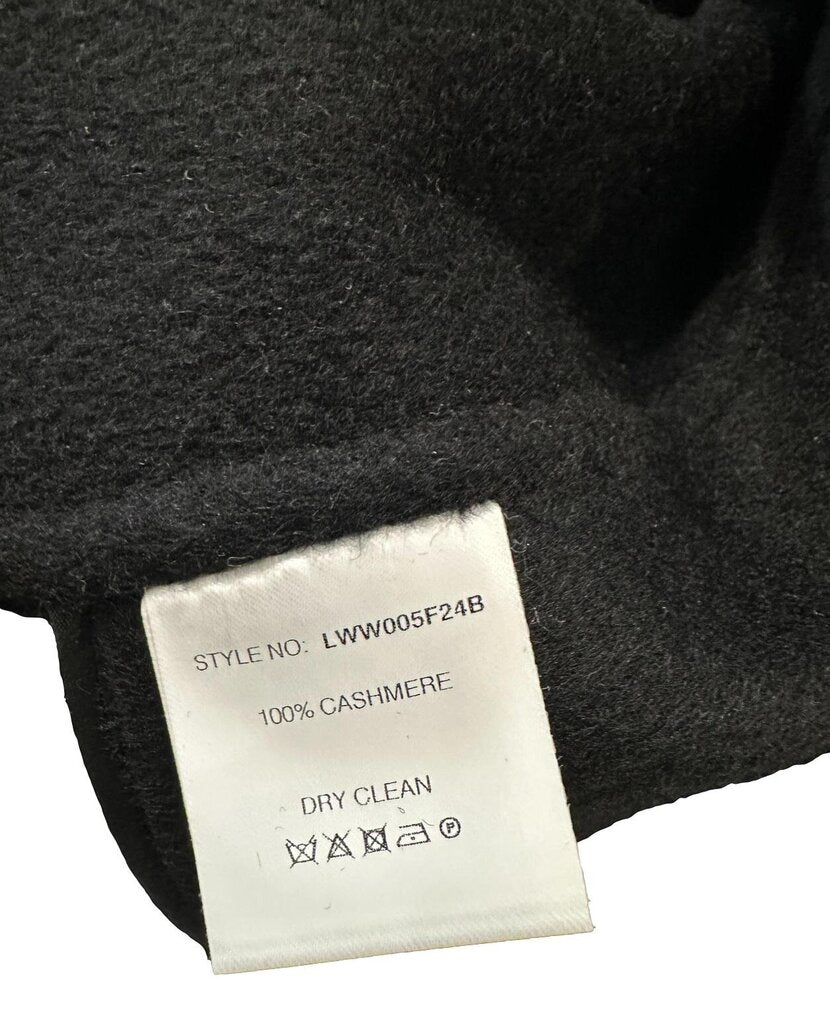 STYLE NO: LWW005F24B
100% CASHMERE
DRY CLEAN
P